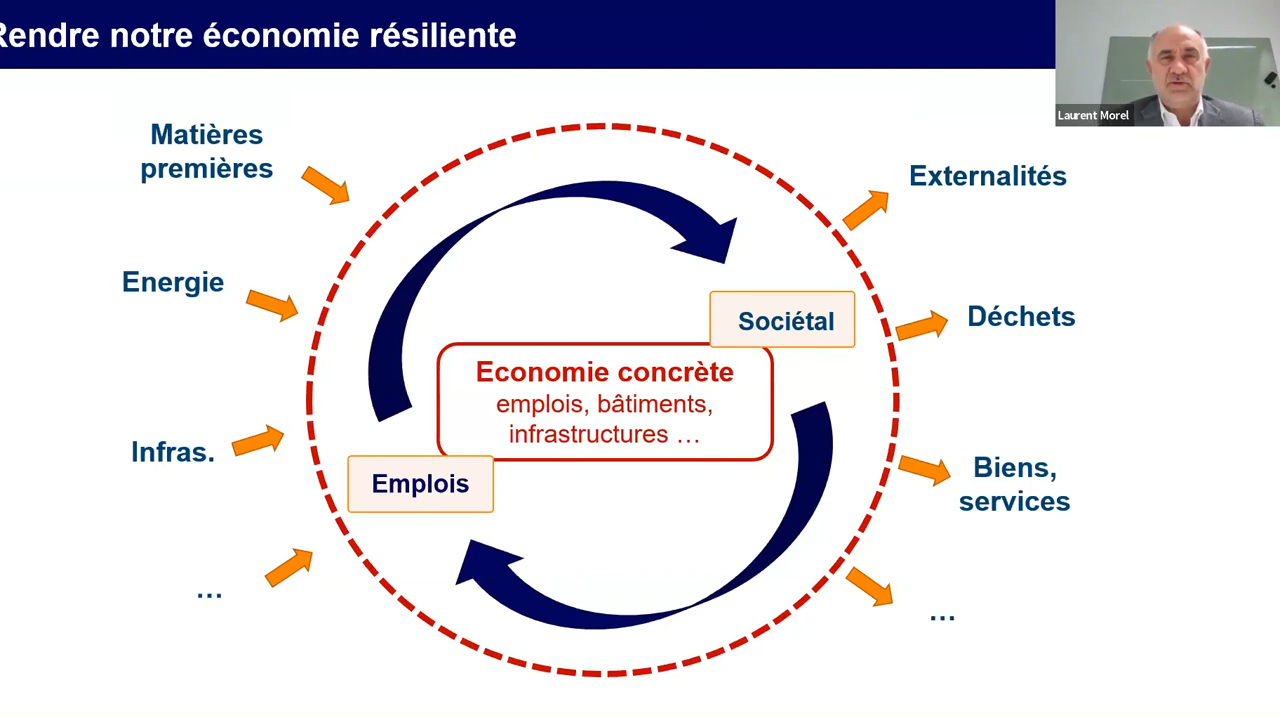 Rendre notre économie résiliente
Laurent Morel
Matières
premières
Externalités
Energie
Déchets
Sociétal
Economie concrète
emplois, bâtiments,
infrastructures ...
Infras.
Emplois
Biens,
services
...
...